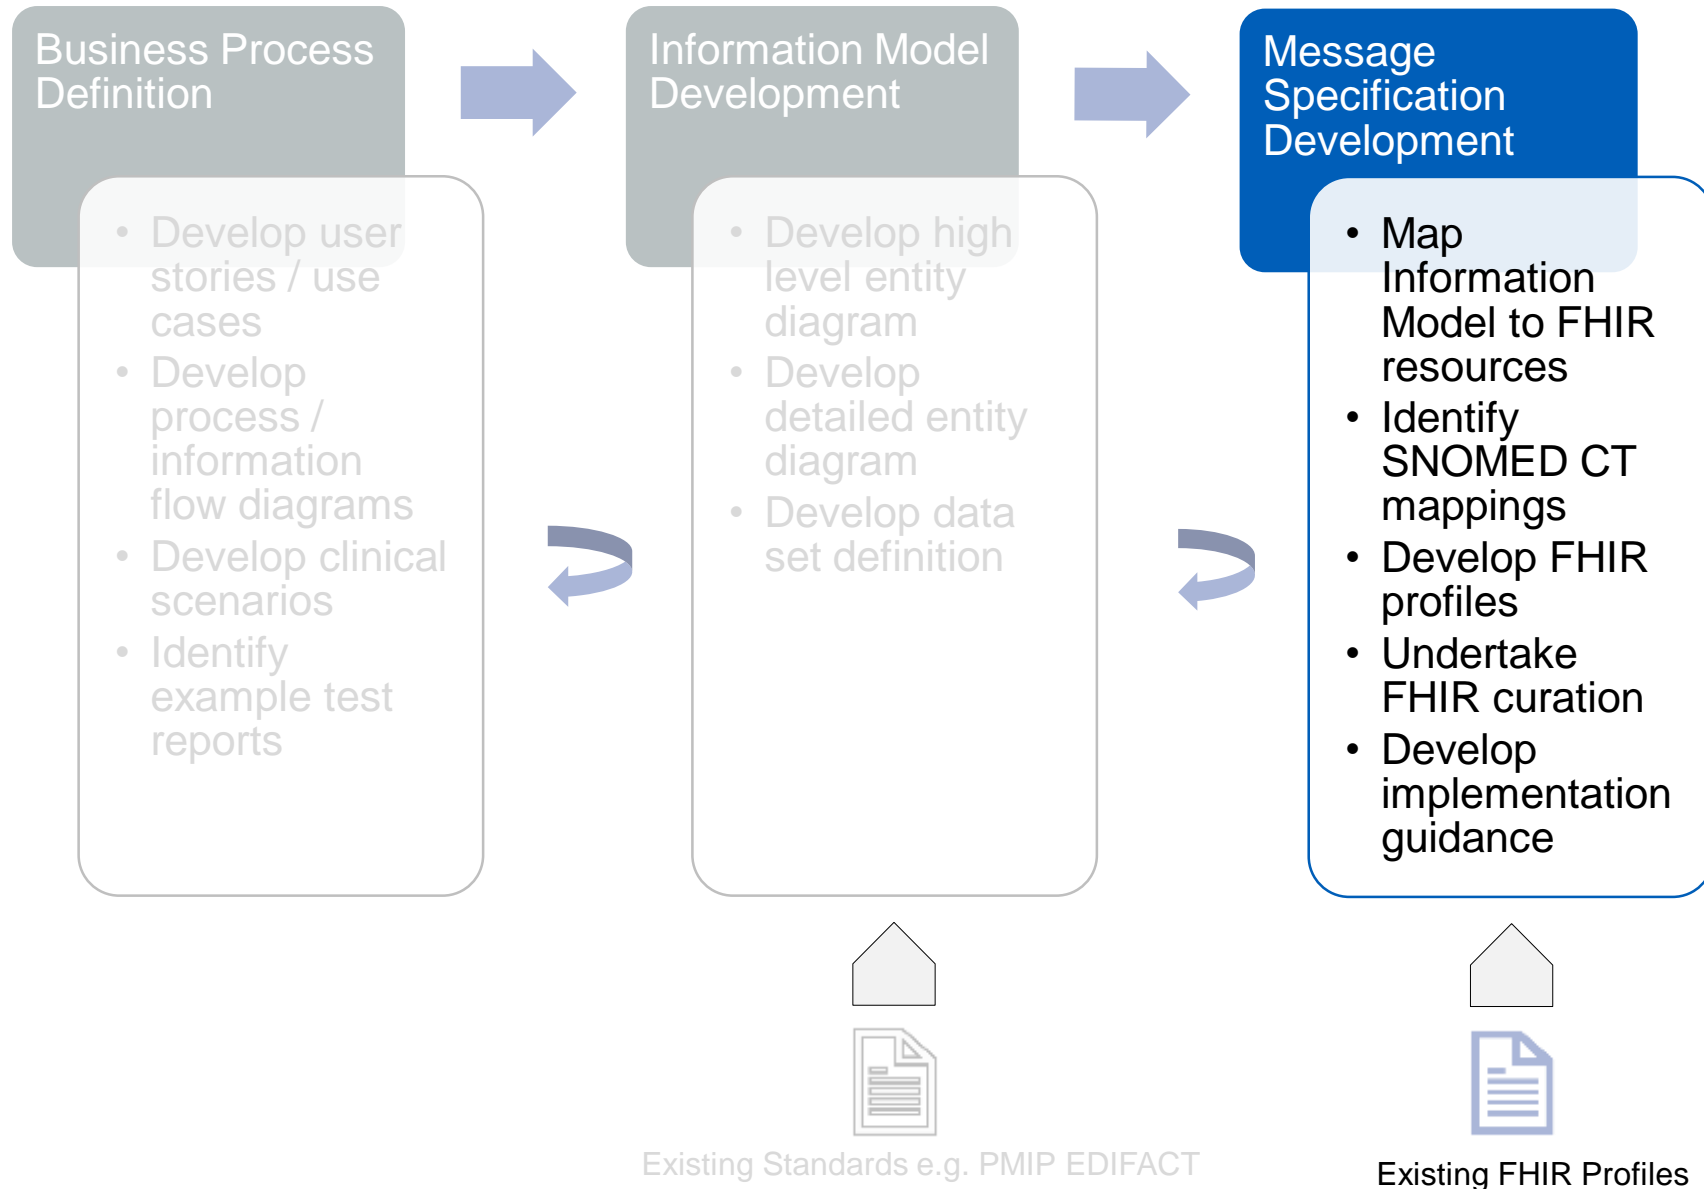 Business Process
Definition
• Develop user
stories / use
cases
• Develop
process /
information
flow diagrams
• Develop clinical
scenarios
• Identify
example test
reports
Information Model
Development
• Develop high
level entity
diagram
• Develop
detailed entity
diagram
• Develop data
set definition
Existing Standards e.g. PMIP EDIFACT
Message
Specification
Development
• Map
Information
Model to FHIR
resources
• Identify
SNOMED CT
mappings
• Develop FHIR
profiles
• Undertake
FHIR curation
• Develop
implementation
guidance
Existing FHIR Profiles